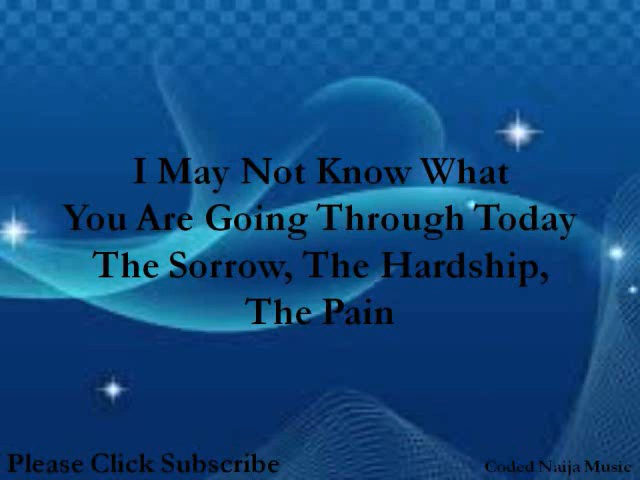 I May Not Know What
You Are Going Through Today
The Sorrow, The Hardship,
The Pain
Please Click Subscribe
Coded Naija Music